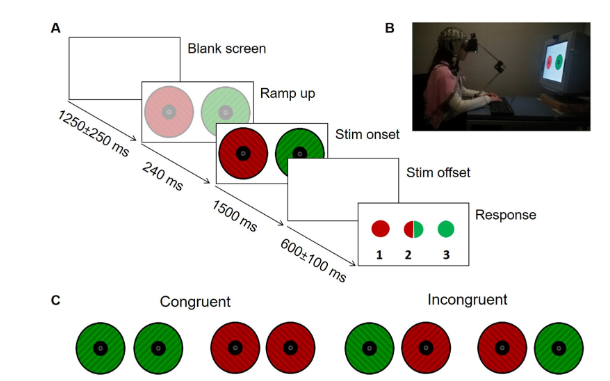 A
B
Blank screen
Ramp up
Stim onset
Stim offset
Response
1250±250 ms
240 ms
1500 ms
600±100 ms
1 2 3
C
Congruent
Incongruent